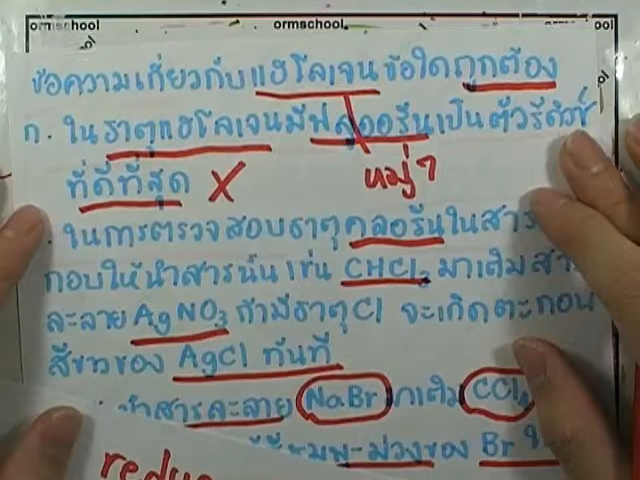 ormschool ormschool ool
ข้อความเกี่ยวกับแฮโลเจนข้อใดถูกต้อง
ก. ในธาตุแฮโลเจนมีฟลูออรีนเป็นตัวรีดิวซ์
ที่ดีที่สุด X หมู่ 7
. ในการตรวจสอบธาตุคลอรีนในสาร
กอบให้นำสารนั้น เช่น CHCl3 มาเติมสาร
ละลาย AgNO3 ถ้ามีธาตุCl จะเกิดตะกอน
สีขาวของ AgCl ทันที
นำสารละลาย NaBr มาเติม CCl4
ชมพู-ม่วงของ Br